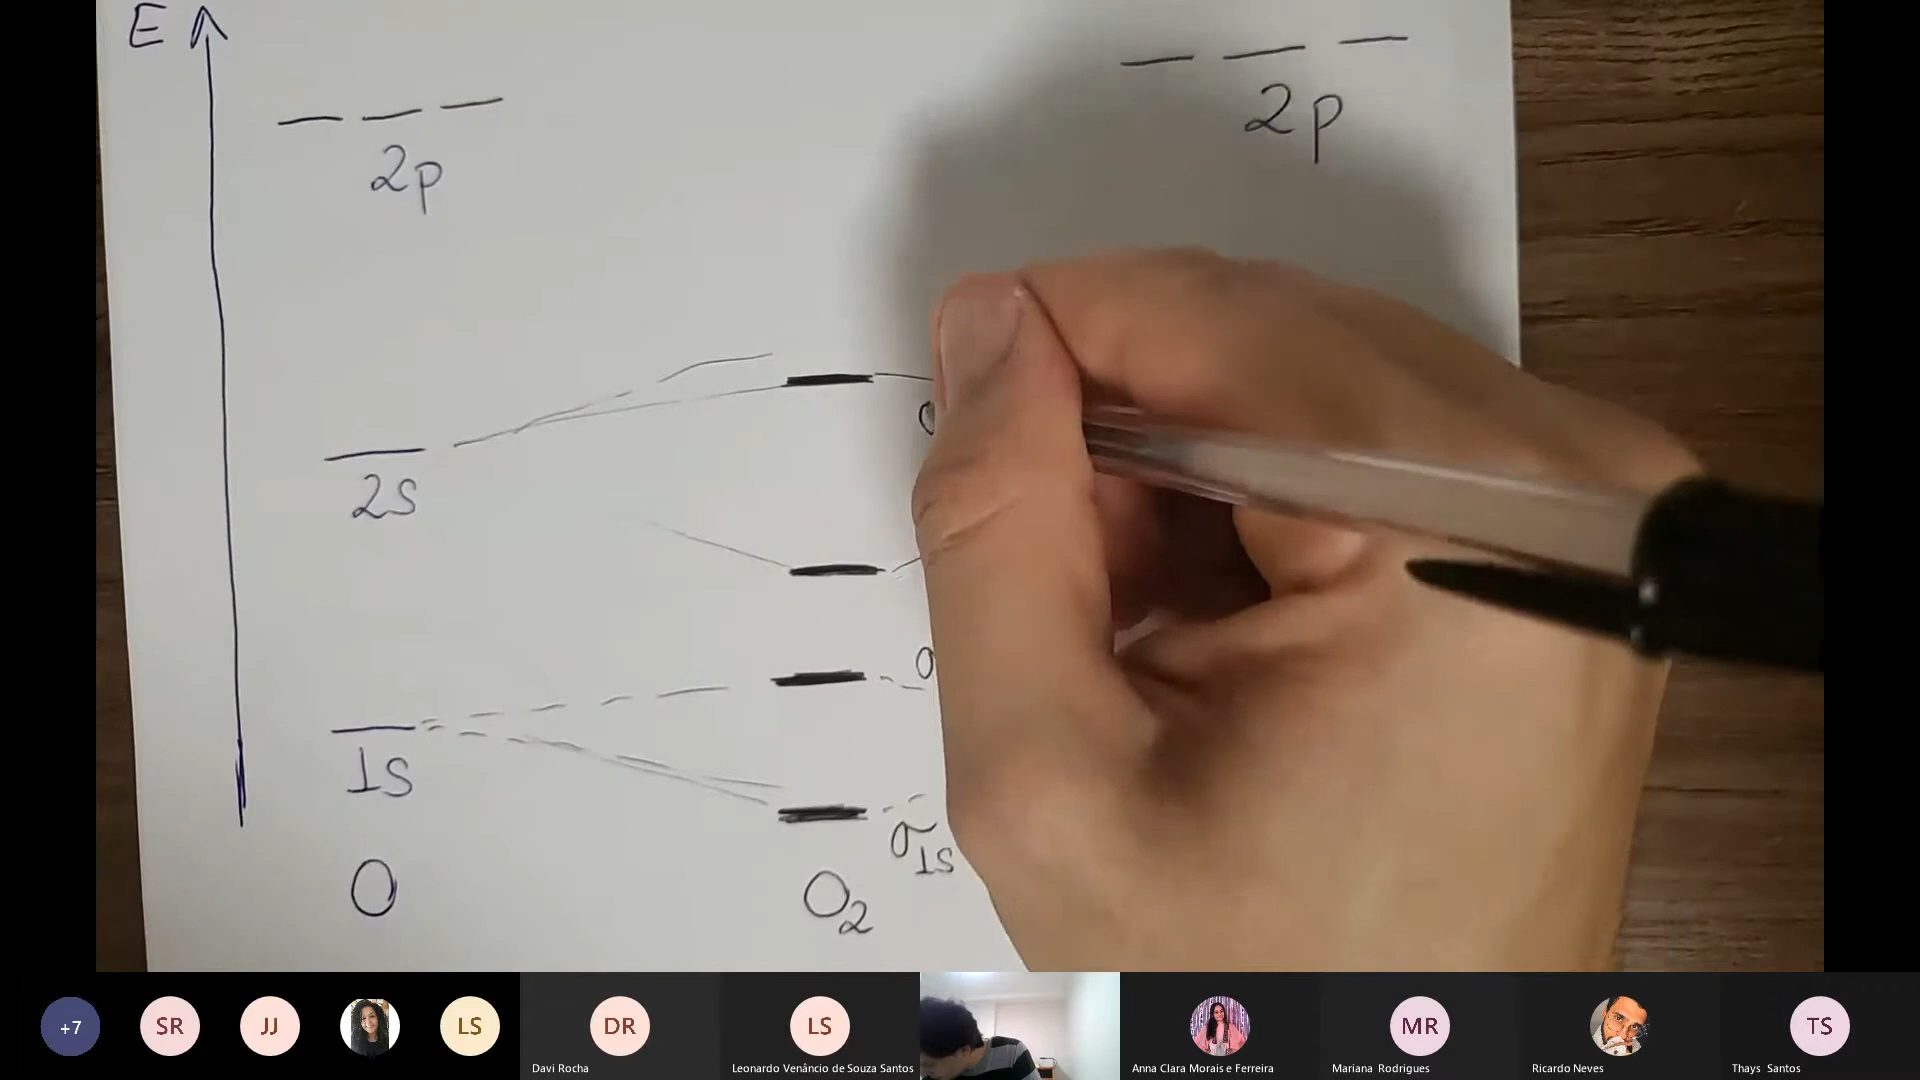 E
2p
2p
2s
1s
σ1s
O
O2
+7
SR
JJ
LS
DR
LS
MR
TS
Davi Rocha
Leonardo Venâncio de Souza Santos
Anna Clara Morais e Ferreira
Mariana Rodrigues
Ricardo Neves
Thays Santos